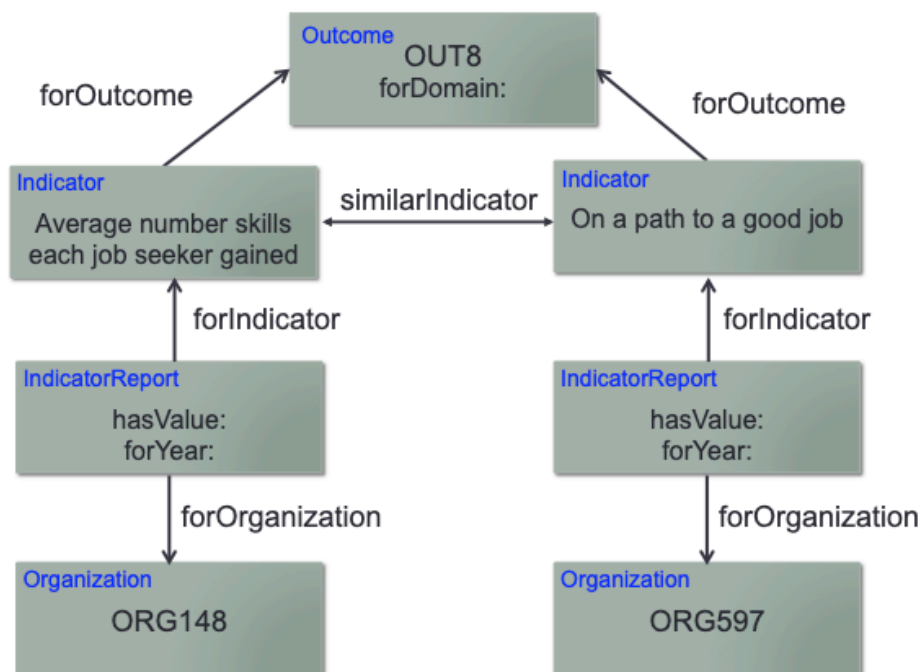 Outcome
OUT8
forDomain:
forOutcome
forOutcome
Indicator
Average number skills
each job seeker gained
similarIndicator
Indicator
On a path to a good job
forIndicator
forIndicator
IndicatorReport
hasValue:
forYear:
IndicatorReport
hasValue:
forYear:
forOrganization
forOrganization
Organization
ORG148
Organization
ORG597